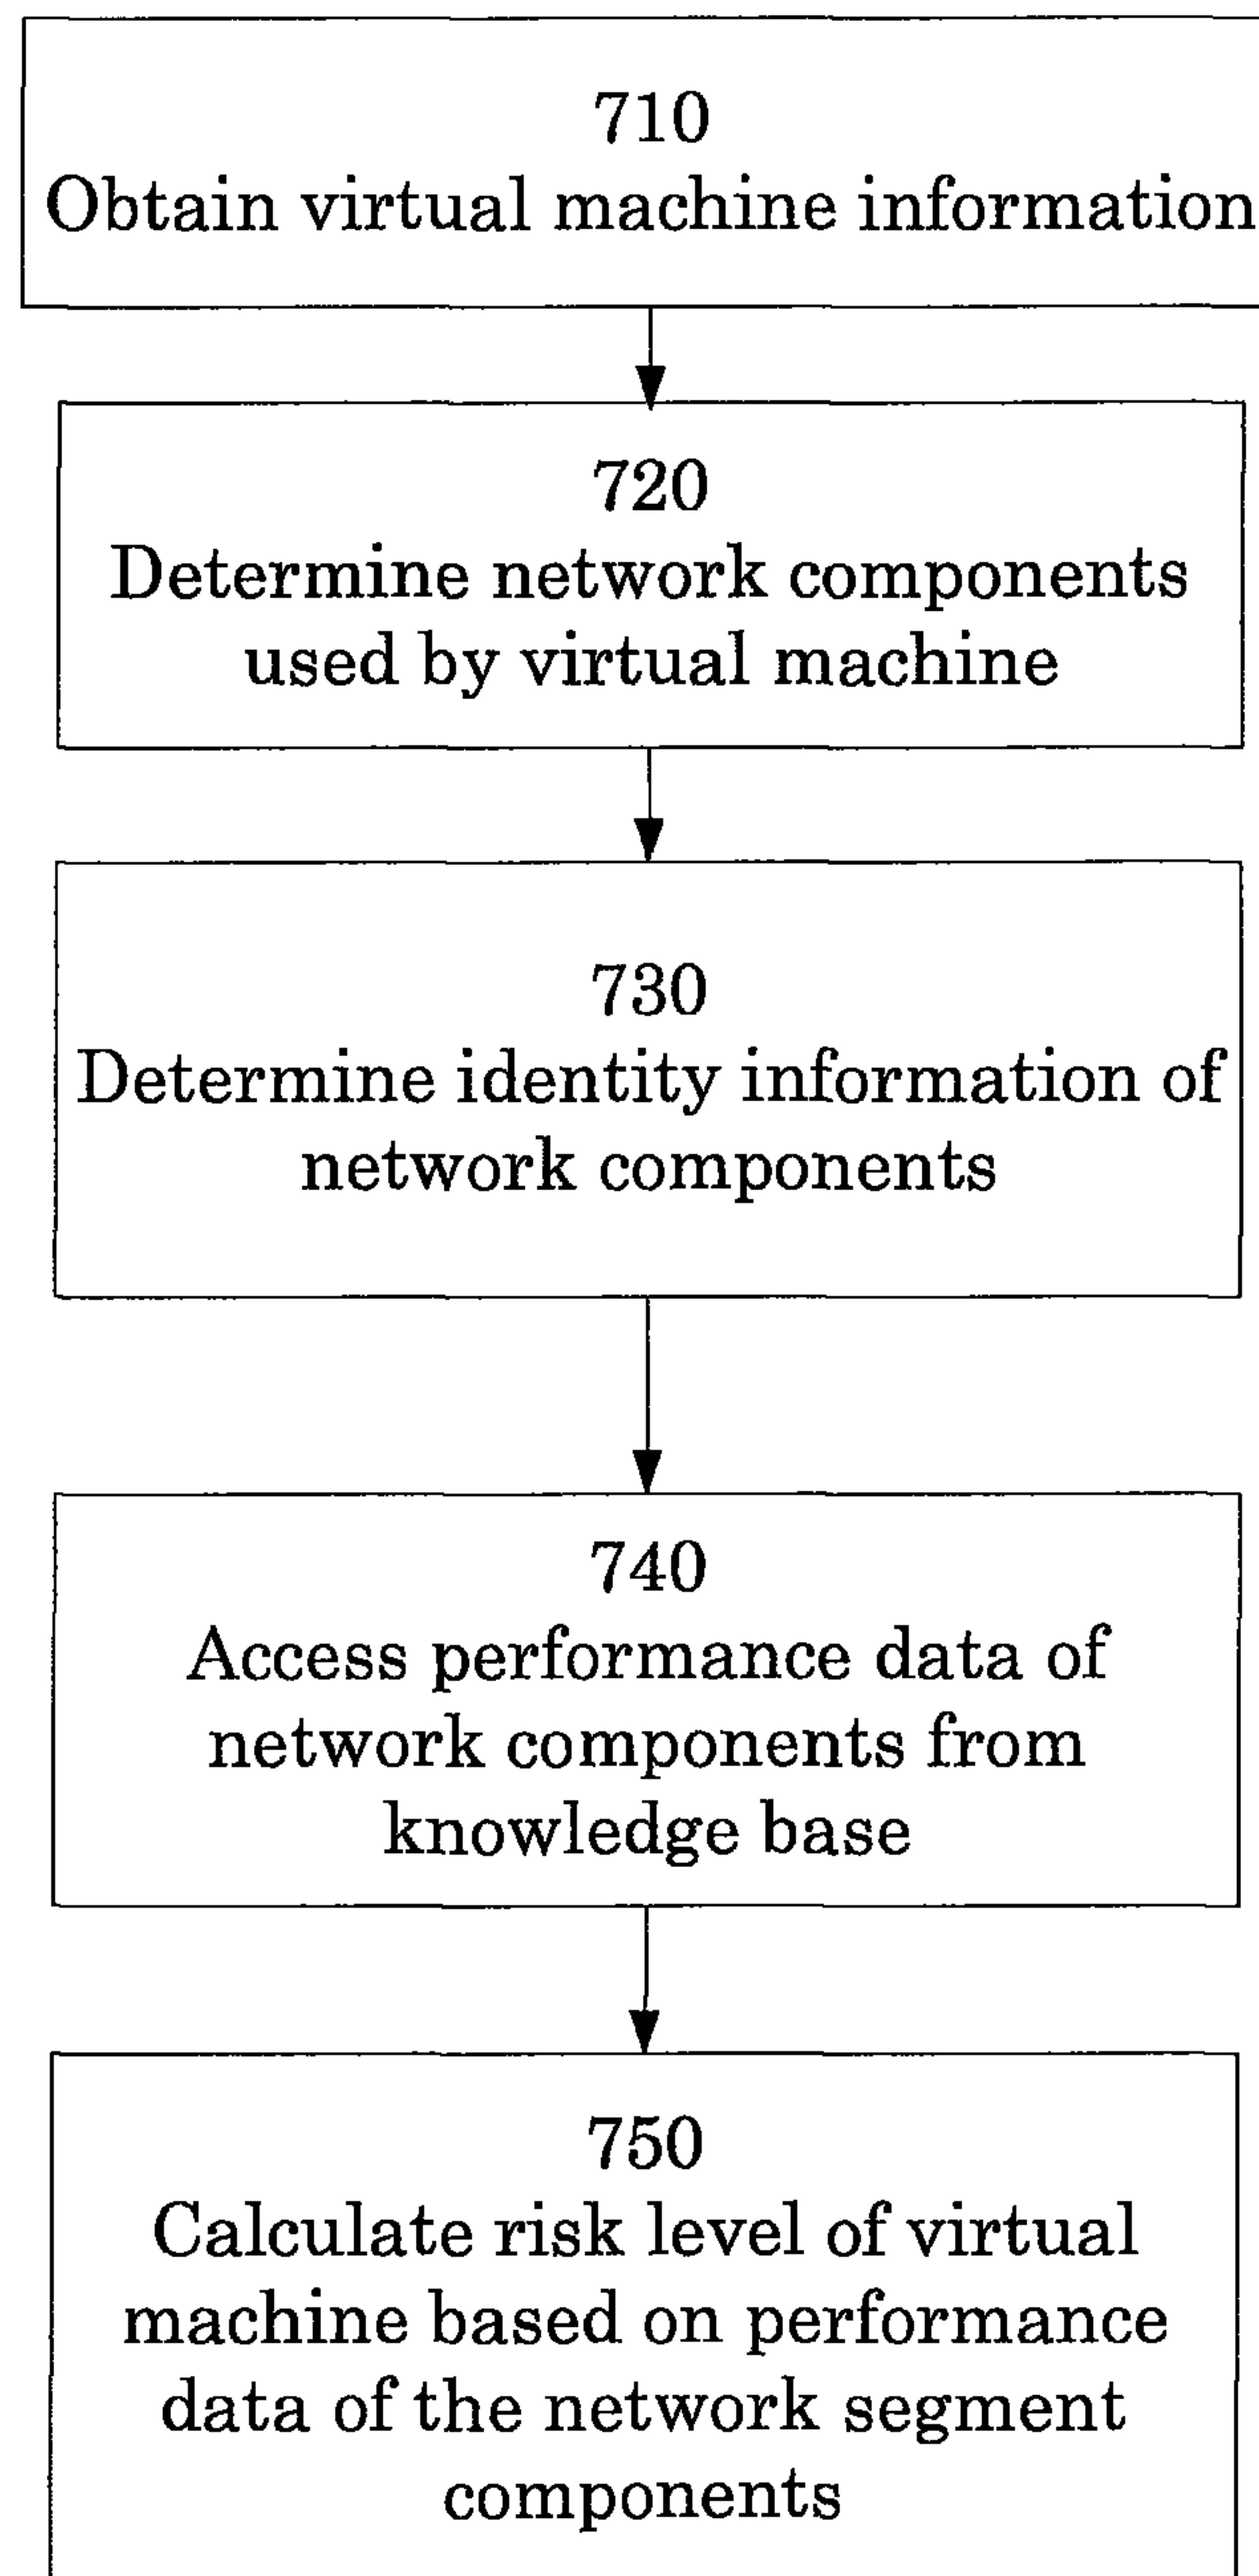 710
Obtain virtual machine information
720
Determine network components
used by virtual machine
730
Determine identity information of
network components
740
Access performance data of
network components from
knowledge base
750
Calculate risk level of virtual
machine based on performance
data of the network segment
components